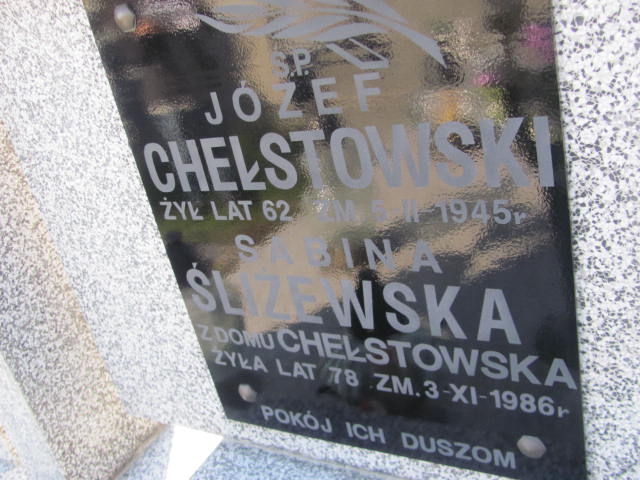 Ś.P.
JÓZEF
CHEŁSTOWSKI
ŻYŁ LAT 62 ZM. 5-II-1945r
SABINA
ŚLIŻEWSKA
Z DOMU CHEŁSTOWSKA
ŻYŁA LAT 78 ZM. 3-XI-1986r
POKÓJ ICH DUSZOM